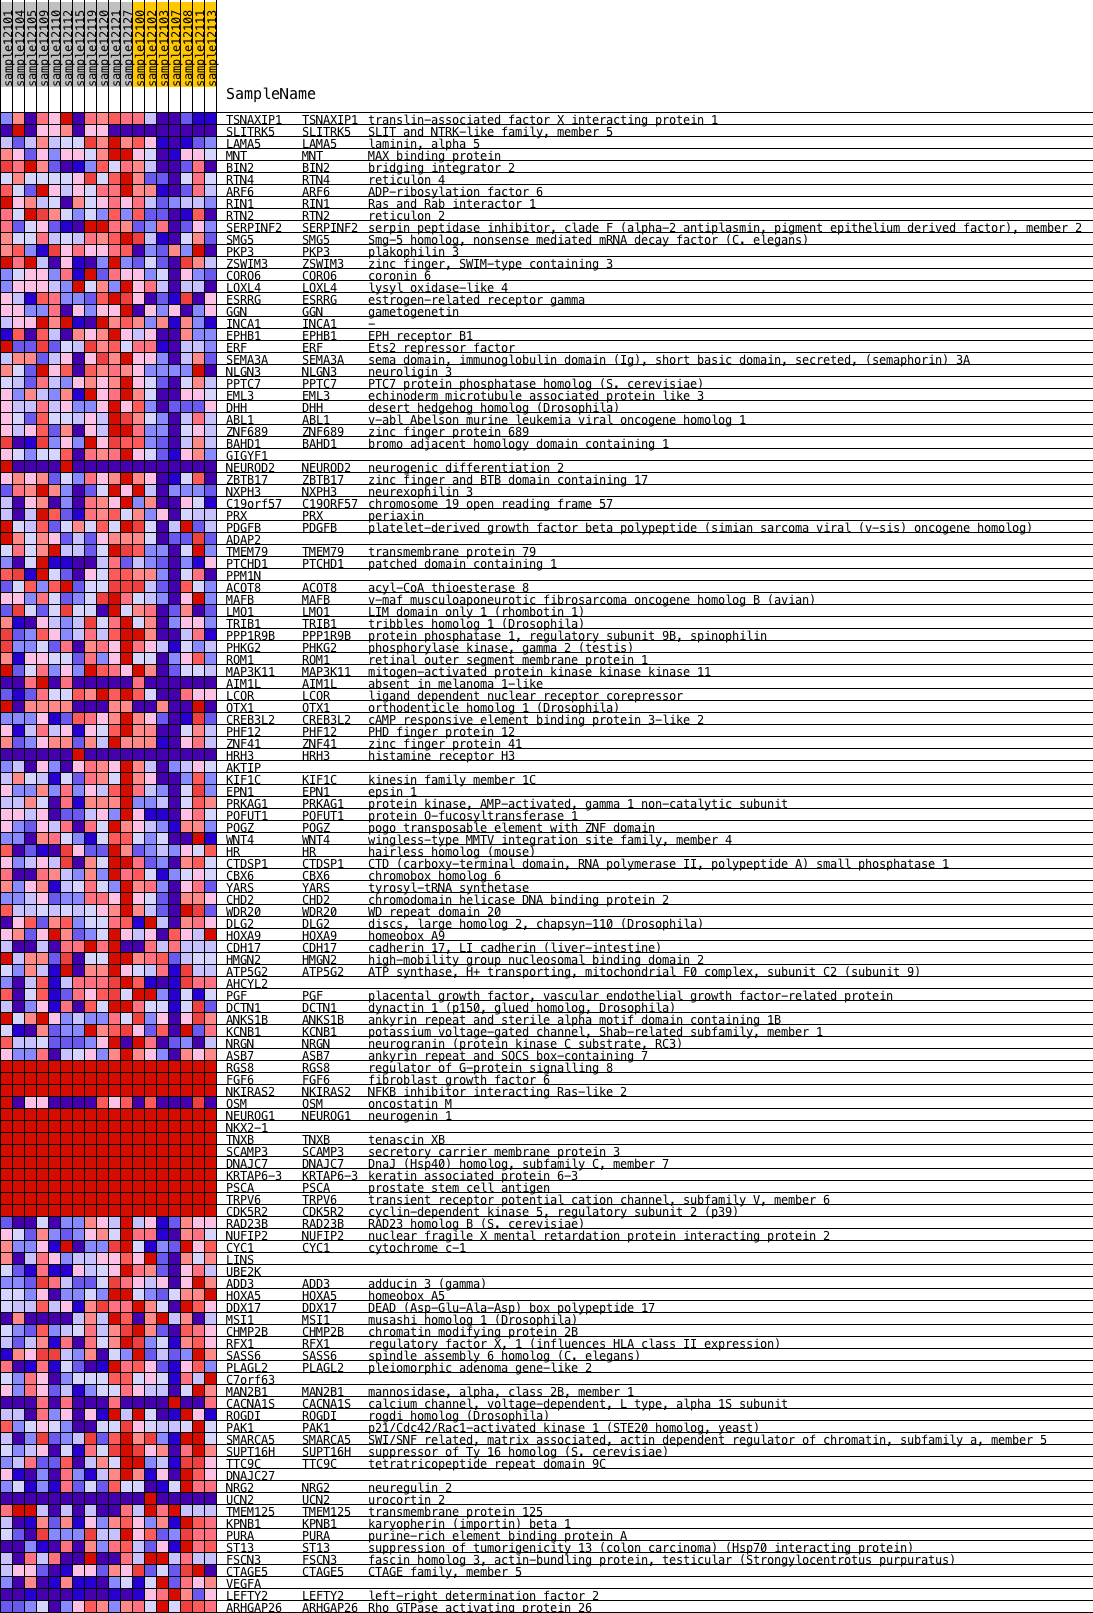 sample12101 sample12104 sample12105 sample12109 sample12110 sample12112 sample12115 sample12119 sample12120 sample12121 sample12127 sample12100 sample12102 sample12103 sample12107 sample12108 sample12111 sample12113
SampleName
TSNAXIP1 TSNAXIP1 translin-associated factor X interacting protein 1
SLITRK5 SLITRK5 SLIT and NTRK-like family, member 5
LAMA5 LAMA5 laminin, alpha 5
MNT MNT MAX binding protein
BIN2 BIN2 bridging integrator 2
RTN4 RTN4 reticulon 4
ARF6 ARF6 ADP-ribosylation factor 6
RIN1 RIN1 Ras and Rab interactor 1
RTN2 RTN2 reticulon 2
SERPINF2 SERPINF2 serpin peptidase inhibitor, clade F (alpha-2 antiplasmin, pigment epithelium derived factor), member 2
SMG5 SMG5 Smg-5 homolog, nonsense mediated mRNA decay factor (C. elegans)
PKP3 PKP3 plakophilin 3
ZSWIM3 ZSWIM3 zinc finger, SWIM-type containing 3
CORO6 CORO6 coronin 6
LOXL4 LOXL4 lysyl oxidase-like 4
ESRRG ESRRG estrogen-related receptor gamma
GGN GGN gametogenetin
INCA1 INCA1 -
EPHB1 EPHB1 EPH receptor B1
ERF ERF Ets2 repressor factor
SEMA3A SEMA3A sema domain, immunoglobulin domain (Ig), short basic domain, secreted, (semaphorin) 3A
NLGN3 NLGN3 neuroligin 3
PPTC7 PPTC7 PTC7 protein phosphatase homolog (S. cerevisiae)
EML3 EML3 echinoderm microtubule associated protein like 3
DHH DHH desert hedgehog homolog (Drosophila)
ABL1 ABL1 v-abl Abelson murine leukemia viral oncogene homolog 1
ZNF689 ZNF689 zinc finger protein 689
BAHD1 BAHD1 bromo adjacent homology domain containing 1
GIGYF1
NEUROD2 NEUROD2 neurogenic differentiation 2
ZBTB17 ZBTB17 zinc finger and BTB domain containing 17
NXPH3 NXPH3 neurexophilin 3
C19orf57 C19ORF57 chromosome 19 open reading frame 57
PRX PRX periaxin
PDGFB PDGFB platelet-derived growth factor beta polypeptide (simian sarcoma viral (v-sis) oncogene homolog)
ADAP2
TMEM79 TMEM79 transmembrane protein 79
PTCHD1 PTCHD1 patched domain containing 1
PPM1N
ACOT8 ACOT8 acyl-CoA thioesterase 8
MAFB MAFB v-maf musculoaponeurotic fibrosarcoma oncogene homolog B (avian)
LMO1 LMO1 LIM domain only 1 (rhombotin 1)
TRIB1 TRIB1 tribbles homolog 1 (Drosophila)
PPP1R9B PPP1R9B protein phosphatase 1, regulatory subunit 9B, spinophilin
PHKG2 PHKG2 phosphorylase kinase, gamma 2 (testis)
ROM1 ROM1 retinal outer segment membrane protein 1
MAP3K11 MAP3K11 mitogen-activated protein kinase kinase kinase 11
AIM1L AIM1L absent in melanoma 1-like
LCOR LCOR ligand dependent nuclear receptor corepressor
OTX1 OTX1 orthodenticle homolog 1 (Drosophila)
CREB3L2 CREB3L2 cAMP responsive element binding protein 3-like 2
PHF12 PHF12 PHD finger protein 12
ZNF41 ZNF41 zinc finger protein 41
HRH3 HRH3 histamine receptor H3
AKTIP
KIF1C KIF1C kinesin family member 1C
EPN1 EPN1 epsin 1
PRKAG1 PRKAG1 protein kinase, AMP-activated, gamma 1 non-catalytic subunit
POFUT1 POFUT1 protein O-fucosyltransferase 1
POGZ POGZ pogo transposable element with ZNF domain
WNT4 WNT4 wingless-type MMTV integration site family, member 4
HR HR hairless homolog (mouse)
CTDSP1 CTDSP1 CTD (carboxy-terminal domain, RNA polymerase II, polypeptide A) small phosphatase 1
CBX6 CBX6 chromobox homolog 6
YARS YARS tyrosyl-tRNA synthetase
CHD2 CHD2 chromodomain helicase DNA binding protein 2
WDR20 WDR20 WD repeat domain 20
DLG2 DLG2 discs, large homolog 2, chapsyn-110 (Drosophila)
HOXA9 HOXA9 homeobox A9
CDH17 CDH17 cadherin 17, LI cadherin (liver-intestine)
HMGN2 HMGN2 high-mobility group nucleosomal binding domain 2
ATP5G2 ATP5G2 ATP synthase, H+ transporting, mitochondrial F0 complex, subunit C2 (subunit 9)
AHCYL2
PGF PGF placental growth factor, vascular endothelial growth factor-related protein
DCTN1 DCTN1 dynactin 1 (p150, glued homolog, Drosophila)
ANKS1B ANKS1B ankyrin repeat and sterile alpha motif domain containing 1B
KCNB1 KCNB1 potassium voltage-gated channel, Shab-related subfamily, member 1
NRGN NRGN neurogranin (protein kinase C substrate, RC3)
ASB7 ASB7 ankyrin repeat and SOCS box-containing 7
RGS8 RGS8 regulator of G-protein signalling 8
FGF6 FGF6 fibroblast growth factor 6
NKIRAS2 NKIRAS2 NFKB inhibitor interacting Ras-like 2
OSM OSM oncostatin M
NEUROG1 NEUROG1 neurogenin 1
NKX2-1
TNXB TNXB tenascin XB
SCAMP3 SCAMP3 secretory carrier membrane protein 3
DNAJC7 DNAJC7 DnaJ (Hsp40) homolog, subfamily C, member 7
KRTAP6-3 KRTAP6-3 keratin associated protein 6-3
PSCA PSCA prostate stem cell antigen
TRPV6 TRPV6 transient receptor potential cation channel, subfamily V, member 6
CDK5R2 CDK5R2 cyclin-dependent kinase 5, regulatory subunit 2 (p39)
RAD23B RAD23B RAD23 homolog B (S. cerevisiae)
NUFIP2 NUFIP2 nuclear fragile X mental retardation protein interacting protein 2
CYC1 CYC1 cytochrome c-1
LINS
UBE2K
ADD3 ADD3 adducin 3 (gamma)
HOXA5 HOXA5 homeobox A5
DDX17 DDX17 DEAD (Asp-Glu-Ala-Asp) box polypeptide 17
MSI1 MSI1 musashi homolog 1 (Drosophila)
CHMP2B CHMP2B chromatin modifying protein 2B
RFX1 RFX1 regulatory factor X, 1 (influences HLA class II expression)
SASS6 SASS6 spindle assembly 6 homolog (C. elegans)
PLAGL2 PLAGL2 pleiomorphic adenoma gene-like 2
C7orf63
MAN2B1 MAN2B1 mannosidase, alpha, class 2B, member 1
CACNA1S CACNA1S calcium channel, voltage-dependent, L type, alpha 1S subunit
ROGDI ROGDI rogdi homolog (Drosophila)
PAK1 PAK1 p21/Cdc42/Rac1-activated kinase 1 (STE20 homolog, yeast)
SMARCA5 SMARCA5 SWI/SNF related, matrix associated, actin dependent regulator of chromatin, subfamily a, member 5
SUPT16H SUPT16H suppressor of Ty 16 homolog (S. cerevisiae)
TTC9C TTC9C tetratricopeptide repeat domain 9C
DNAJC27
NRG2 NRG2 neuregulin 2
UCN2 UCN2 urocortin 2
TMEM125 TMEM125 transmembrane protein 125
KPNB1 KPNB1 karyopherin (importin) beta 1
PURA PURA purine-rich element binding protein A
ST13 ST13 suppression of tumorigenicity 13 (colon carcinoma) (Hsp70 interacting protein)
FSCN3 FSCN3 fascin homolog 3, actin-bundling protein, testicular (Strongylocentrotus purpuratus)
CTAGE5 CTAGE5 CTAGE family, member 5
VEGFA
LEFTY2 LEFTY2 left-right determination factor 2
ARHGAP26 ARHGAP26 Rho GTPase activating protein 26